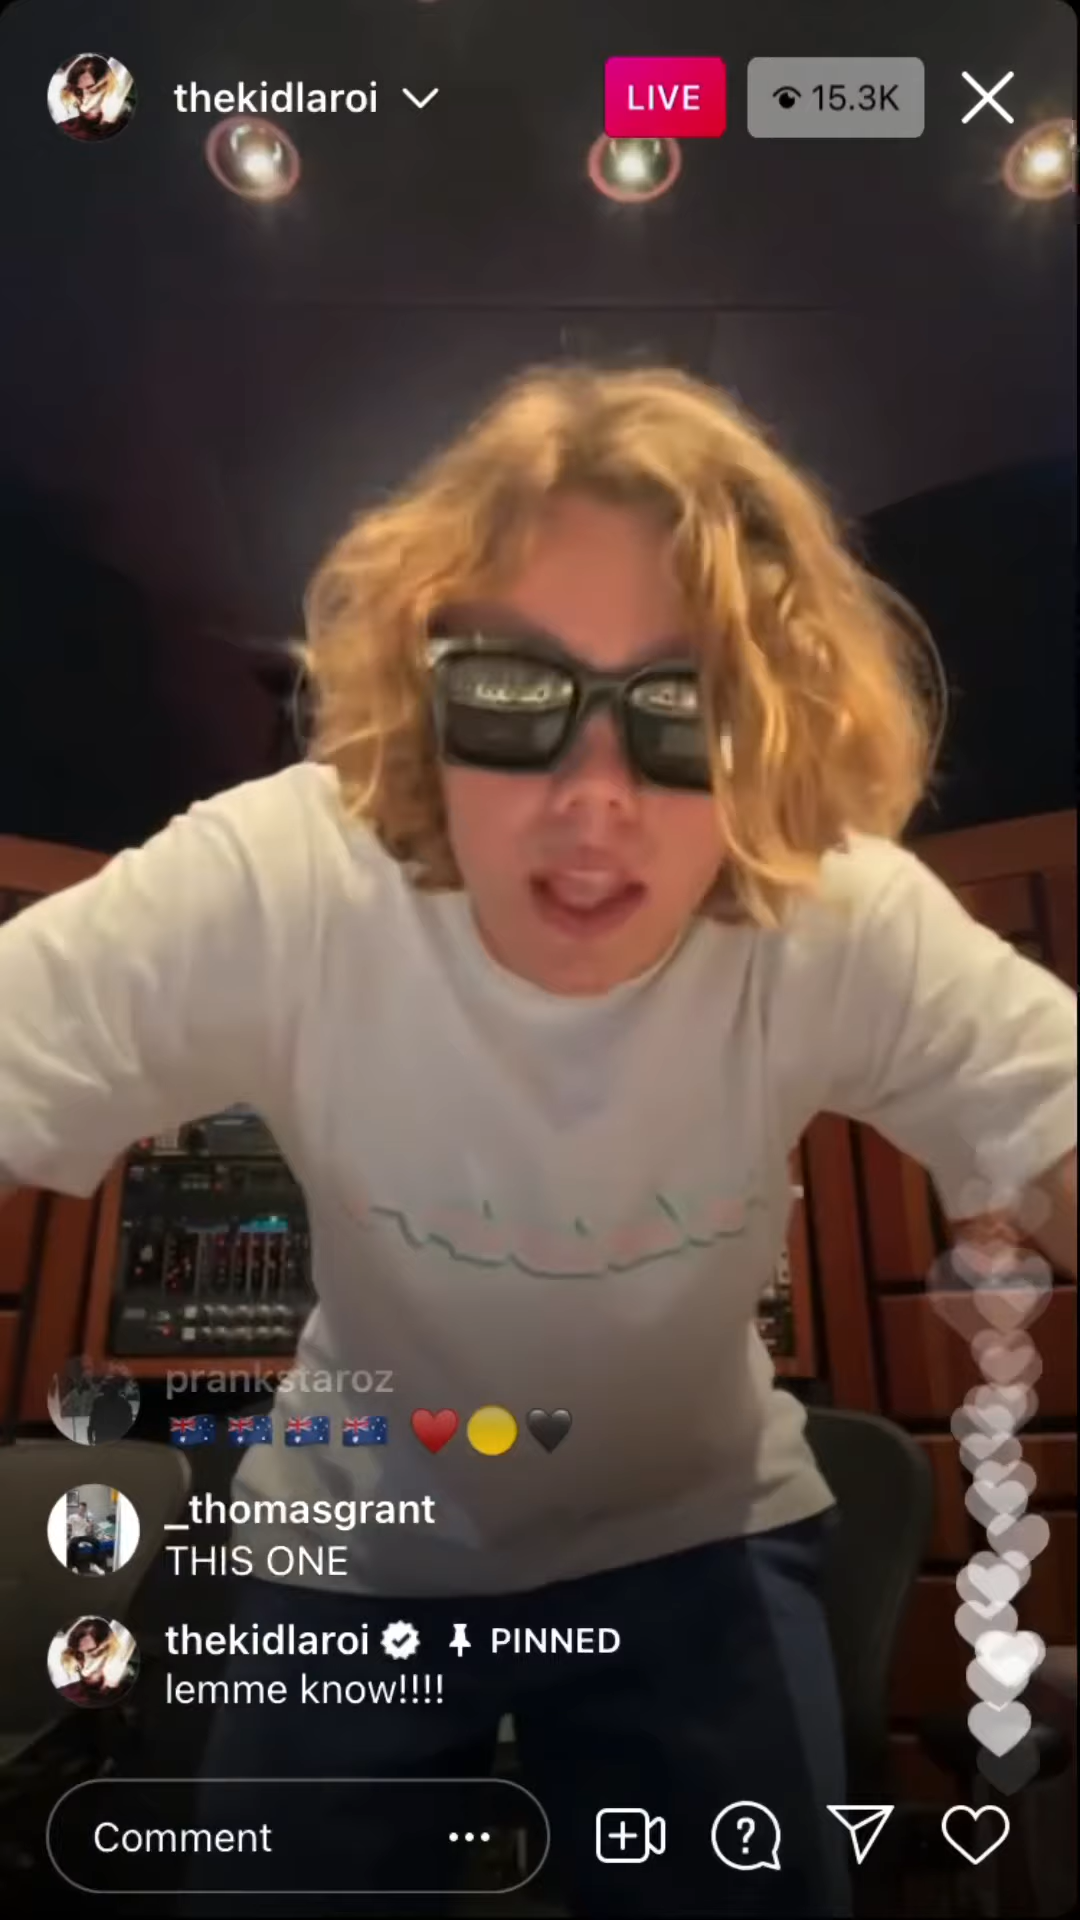 thekidlaroi
LIVE
15.3K
prankstaroz
🇦🇺🇦🇺🇦🇺🇦🇺 ❤️🟡🖤
_thomasgrant
THIS ONE
thekidlaroi PINNED
lemme know!!!!
Comment